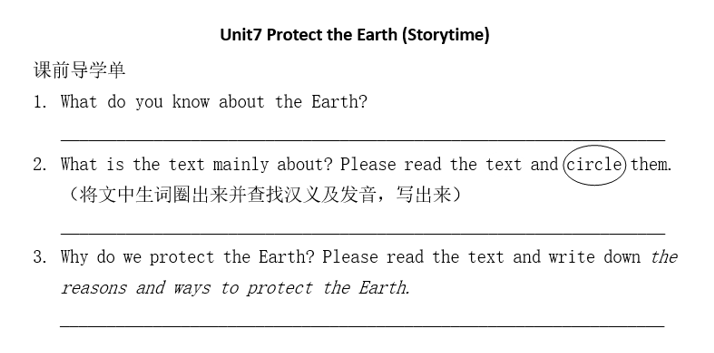 Unit7 Protect the Earth (Storytime)
课前导学单
1. What do you know about the Earth?
2. What is the text mainly about? Please read the text and circle them.
（将文中生词圈出来并查找汉义及发音，写出来）
3. Why do we protect the Earth? Please read the text and write down the
reasons and ways to protect the Earth.